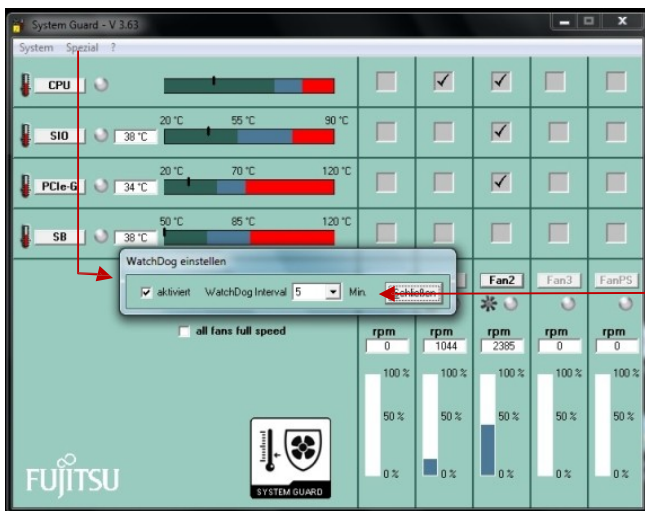 System Guard - V 3.63
System Spezial ?
CPU
20 °C 55 °C 90 °C
SIO 38 °C
20 °C 70 °C 120 °C
PCIe-G 34 °C
50 °C 85 °C 120 °C
SB 38 °C
WatchDog einstellen
aktiviert WatchDog Interval 5 Min. Schließen
Fan2 Fan3 FanPS
all fans full speed
rpm rpm rpm rpm rpm
0 1044 2385 0 0
100 % 100 % 100 % 100 % 100 %
50 % 50 % 50 % 50 % 50 %
0 % 0 % 0 % 0 % 0 %
FUJITSU
SYSTEM GUARD